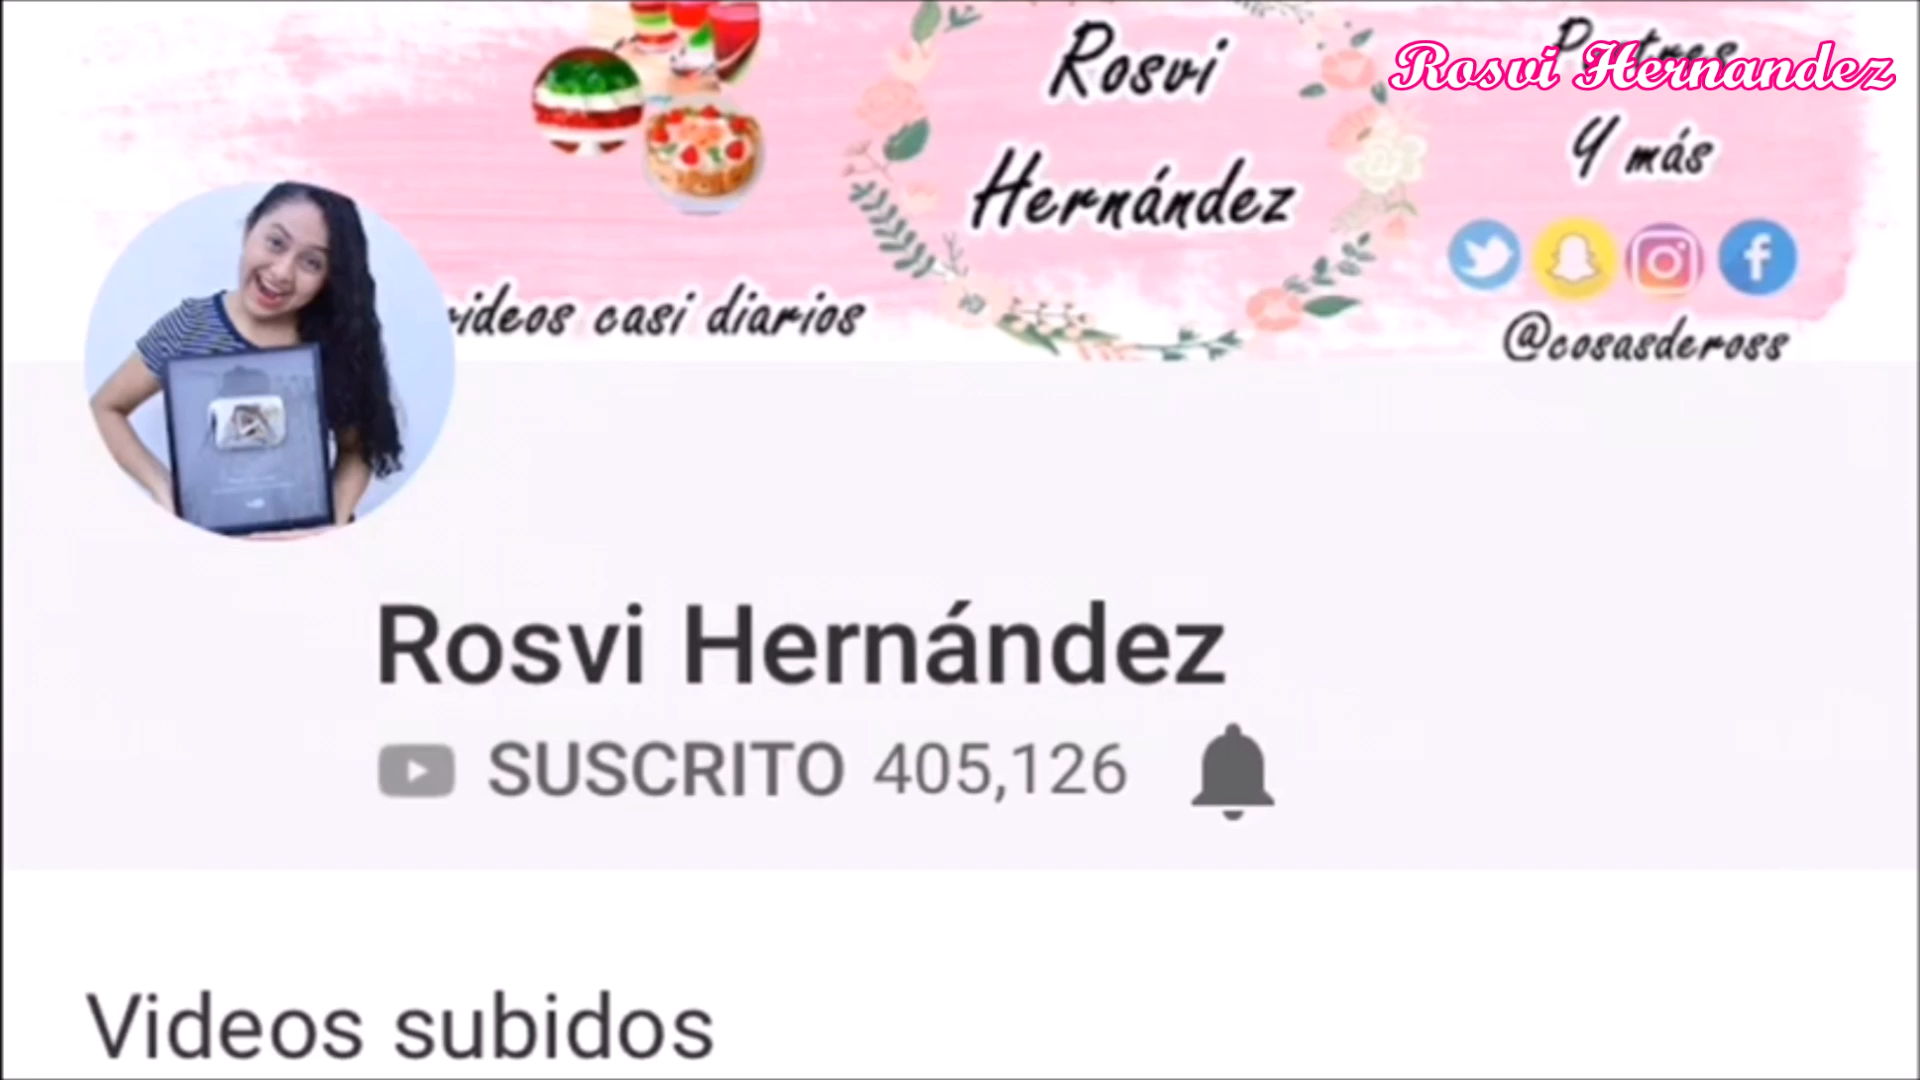 Rosvi
Hernández
Rosvi Hernandez
Y más
videos casi diarios
@cosasdeross
Rosvi Hernández
SUSCRITO 405,126
Videos subidos